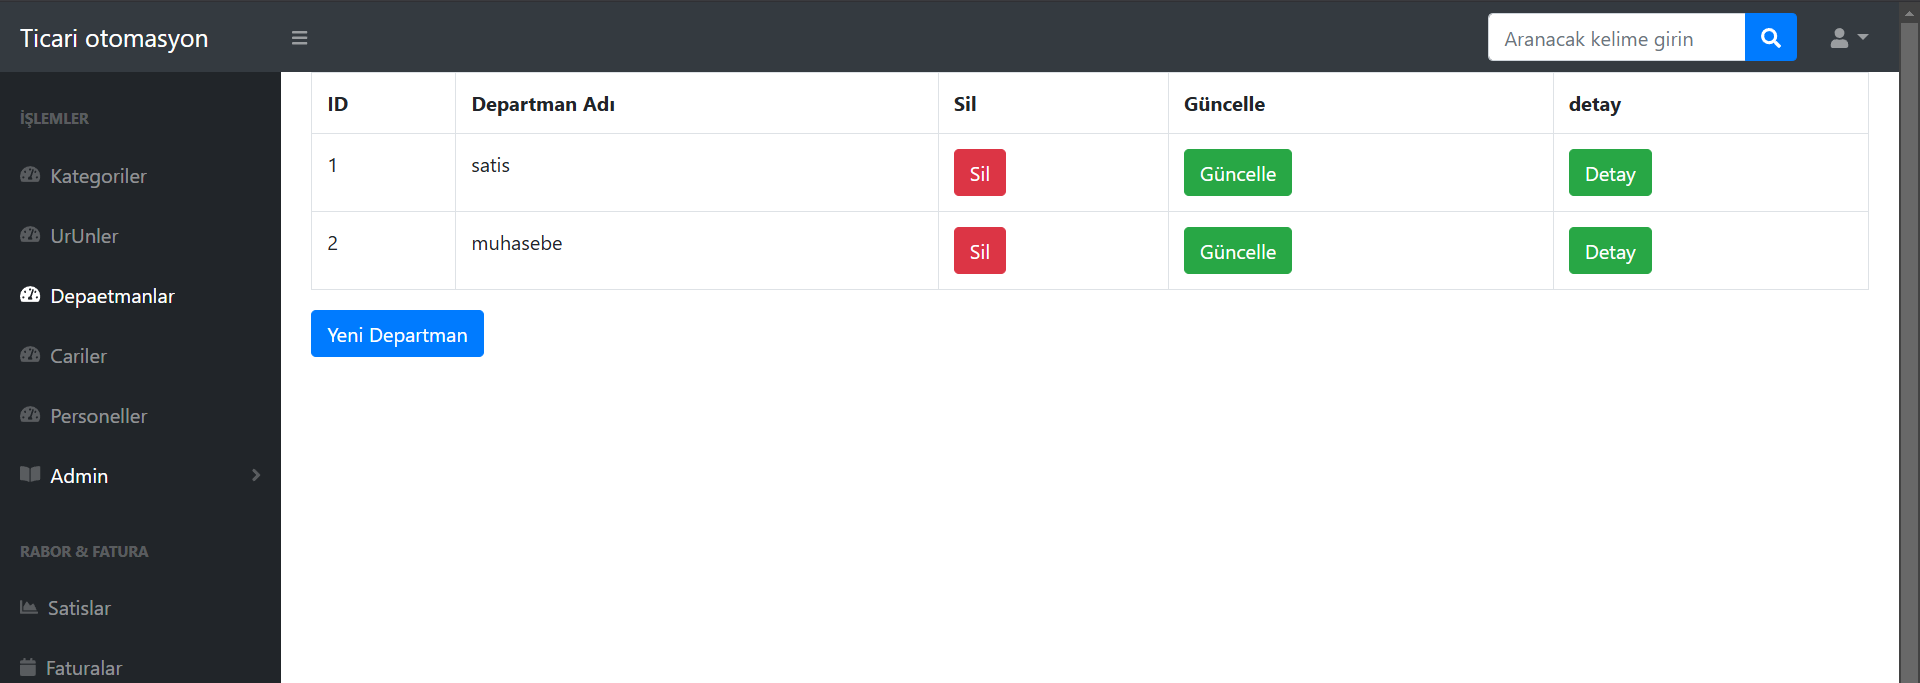 Ticari otomasyon
Aranacak kelime girin
İŞLEMLER
Kategoriler
UrUnler
Depaetmanlar
Cariler
Personeller
Admin
RABOR & FATURA
Satislar
Faturalar
ID Departman Adı Sil Güncelle detay
1 satis Sil Güncelle Detay
2 muhasebe Sil Güncelle Detay
Yeni Departman